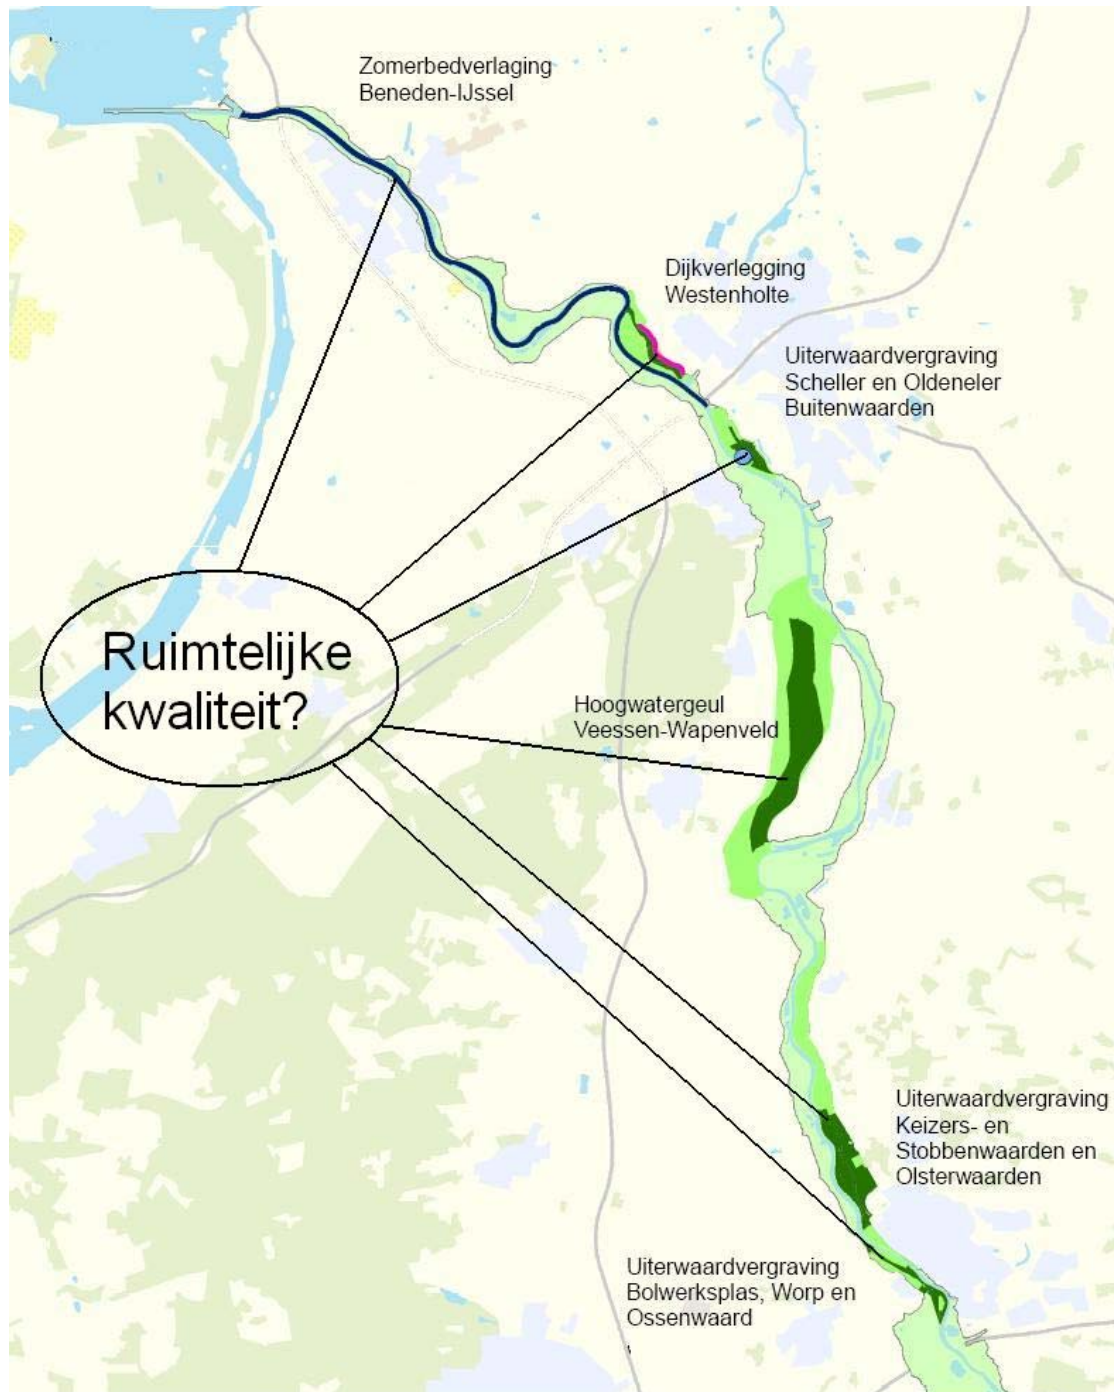 Zomerbedverlaging
Beneden-IJssel
Dijkverlegging
Westenholte
Uiterwaardvergraving
Scheller en Oldeneler
Buitenwaarden
Ruimtelijke
kwaliteit?
Hoogwatergeul
Veessen-Wapenveld
Uiterwaardvergraving
Keizers- en
Stobbenwaarden en
Olsterwaarden
Uiterwaardvergraving
Bolwerksplas, Worp en
Ossenwaard